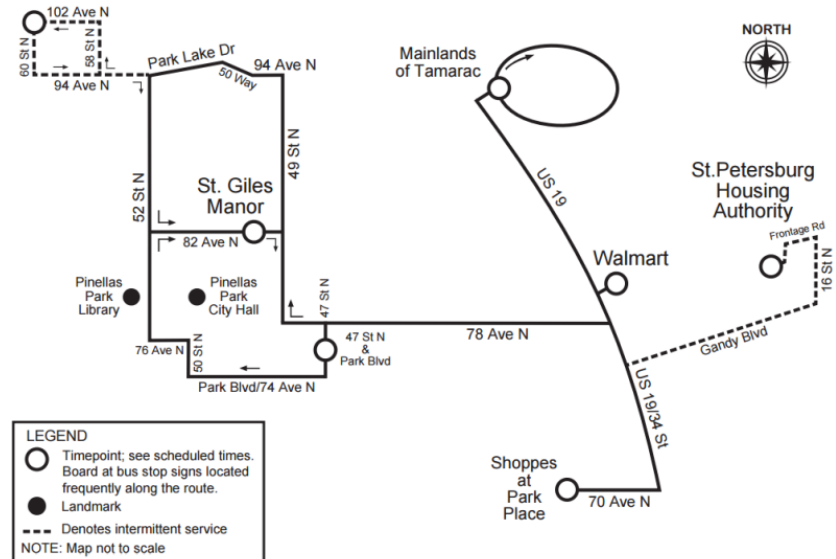 102 Ave N
60 St N
58 St N
94 Ave N
Park Lake Dr
50 Way
94 Ave N
52 St N
49 St N
St. Giles
Manor
82 Ave N
Pinellas
Park
Library
Pinellas
Park
City Hall
47 St N
47 St N
&
Park Blvd
76 Ave N
50 St N
Park Blvd/74 Ave N
78 Ave N
Mainlands
of Tamarac
US 19
NORTH
St.Petersburg
Housing
Authority
Frontage Rd
16 St N
Walmart
Gandy Blvd
US 19/34 St
Shoppes
at
Park
Place
70 Ave N
LEGEND
Timepoint; see scheduled times.
Board at bus stop signs located
frequently along the route.
Landmark
Denotes intermittent service
NOTE: Map not to scale